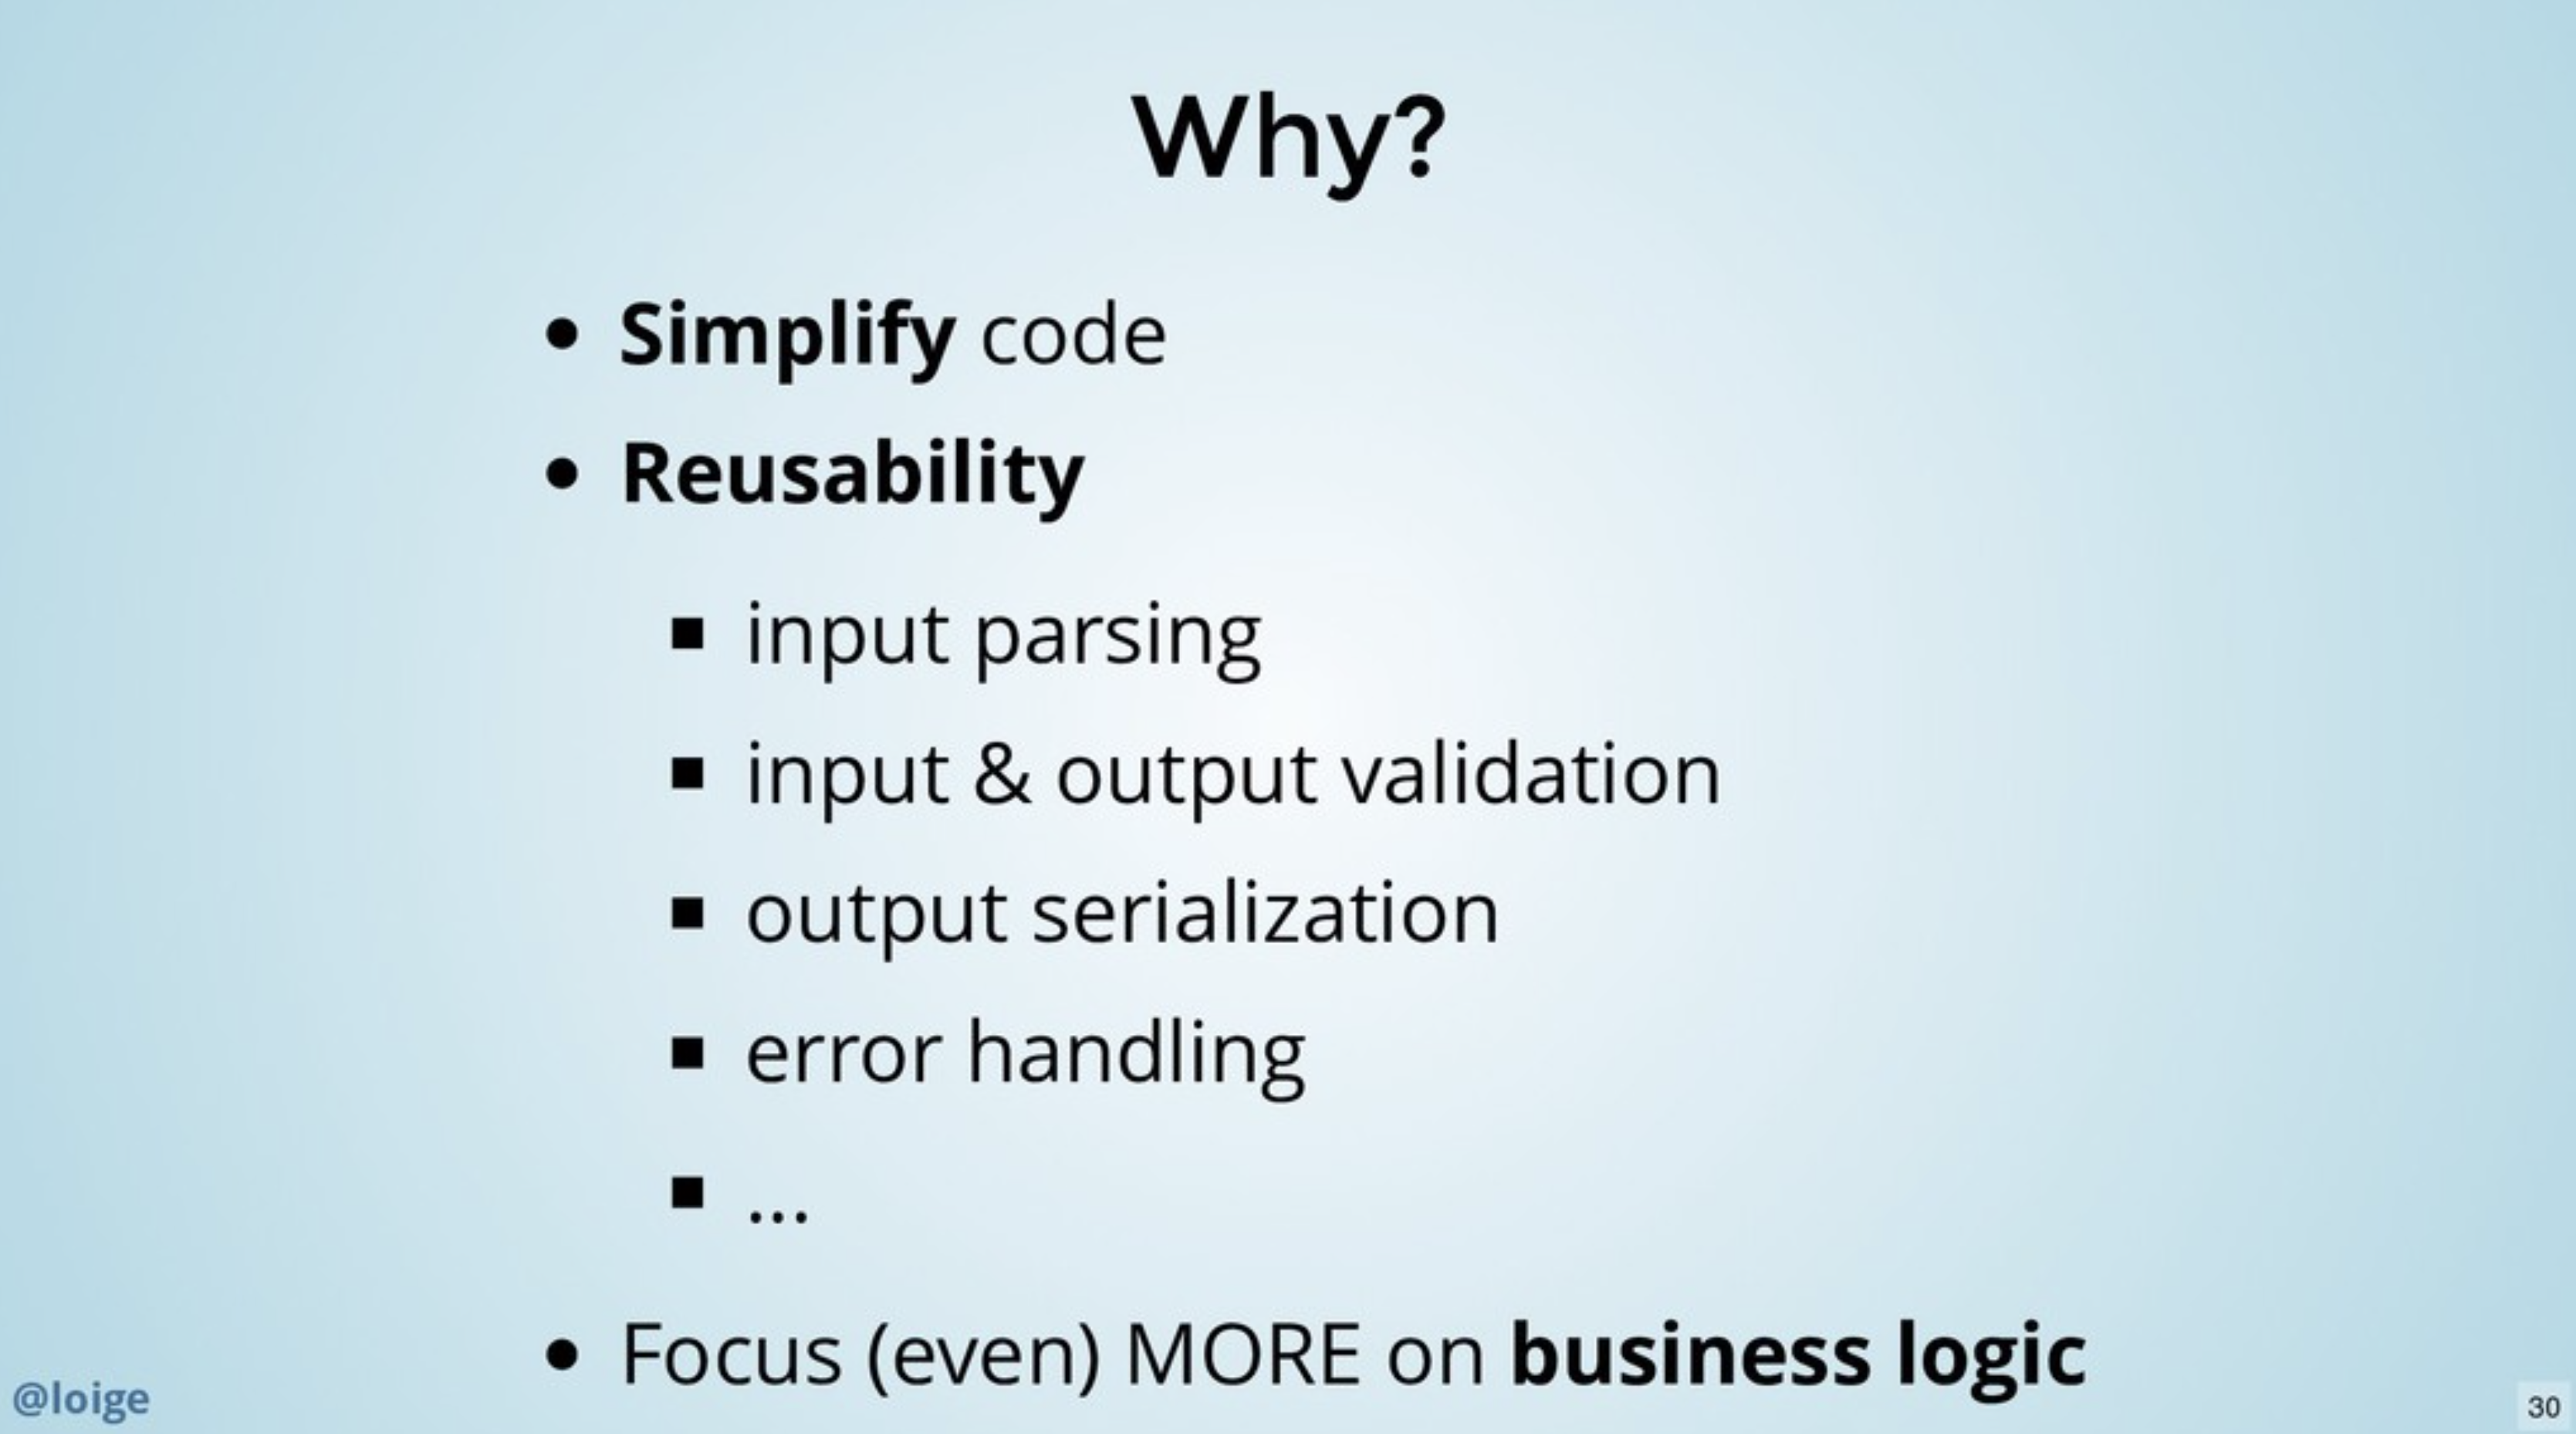 Why?
Simplify code
Reusability
input parsing
input & output validation
output serialization
error handling
...
Focus (even) MORE on business logic
@loige
30